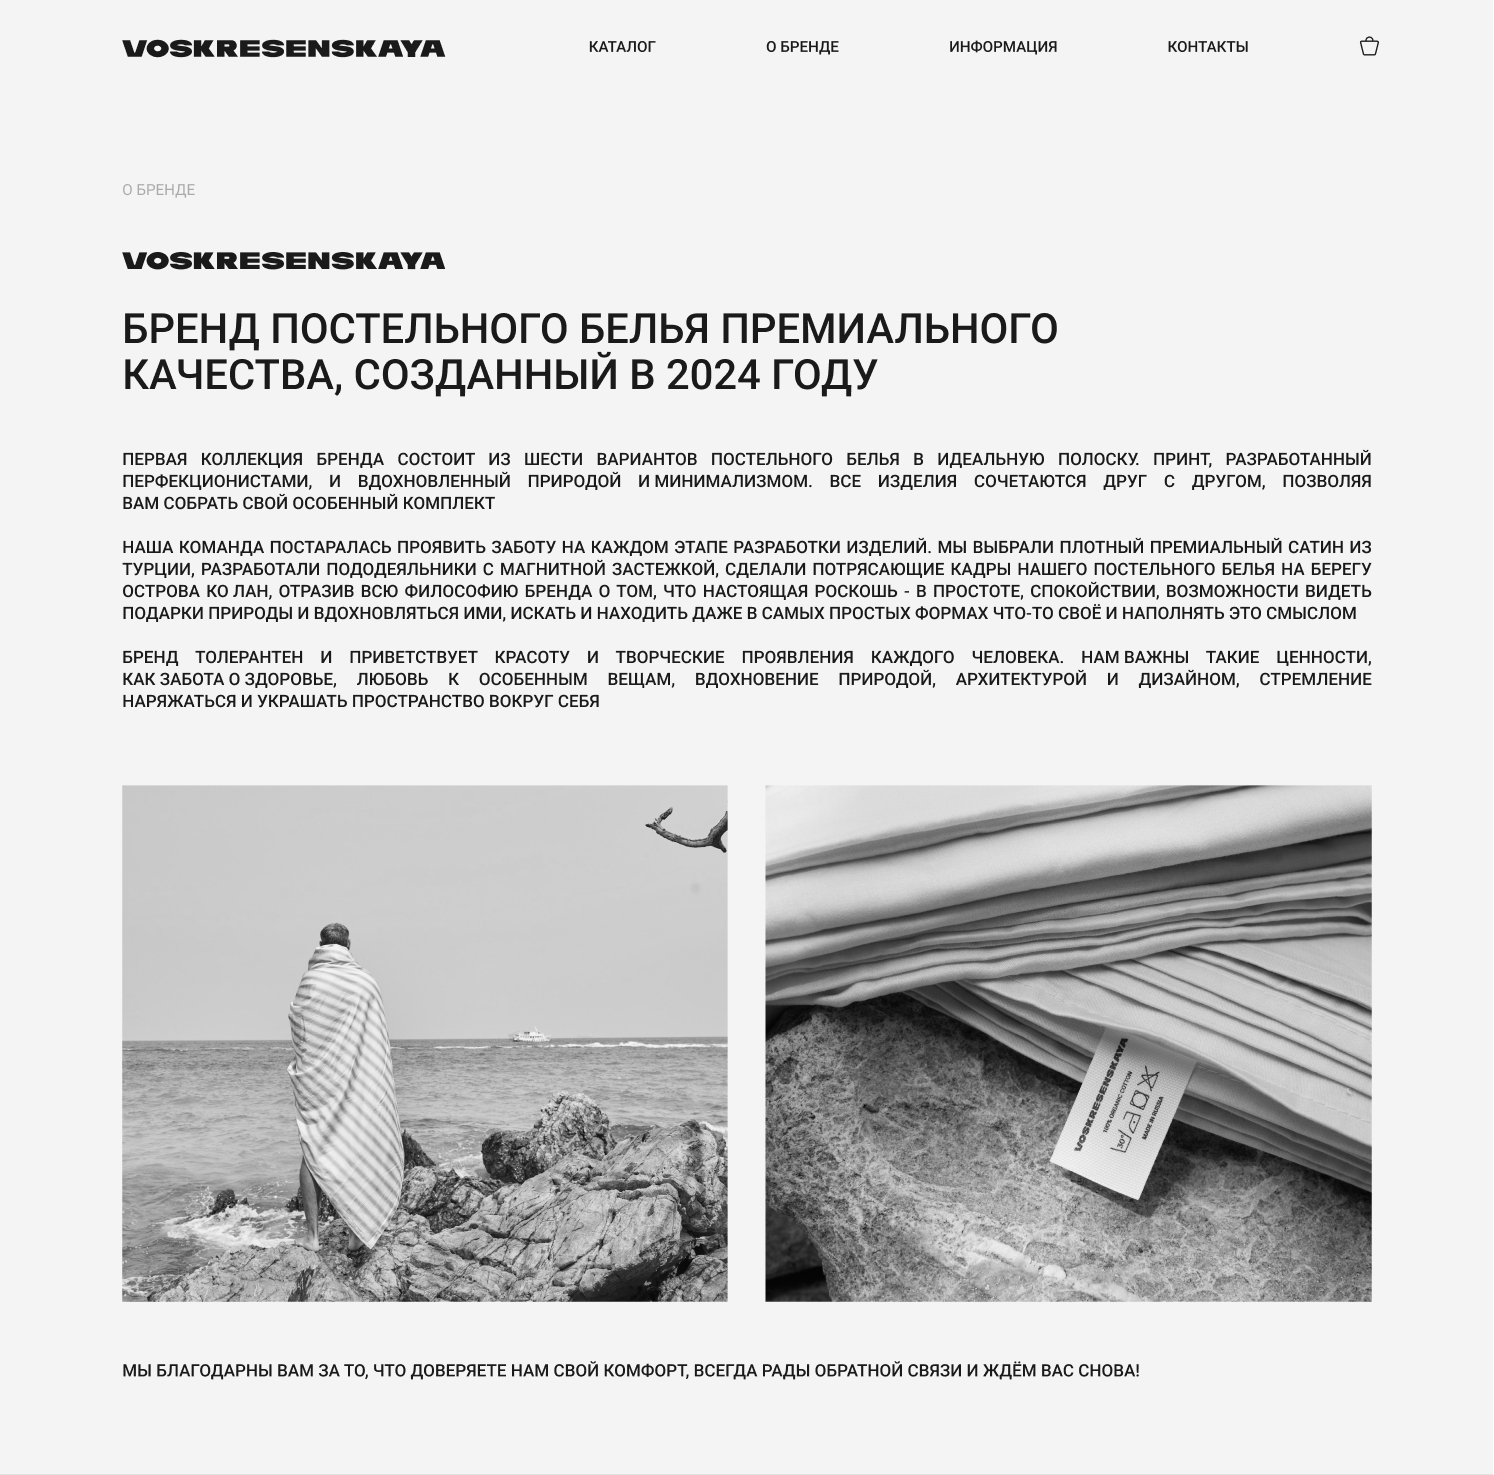 VOSKRESENSKAYA
КАТАЛОГ
О БРЕНДЕ
ИНФОРМАЦИЯ
КОНТАКТЫ
О БРЕНДЕ
VOSKRESENSKAYA
БРЕНД ПОСТЕЛЬНОГО БЕЛЬЯ ПРЕМИАЛЬНОГО
КАЧЕСТВА, СОЗДАННЫЙ В 2024 ГОДУ
ПЕРВАЯ КОЛЛЕКЦИЯ БРЕНДА СОСТОИТ ИЗ ШЕСТИ ВАРИАНТОВ ПОСТЕЛЬНОГО БЕЛЬЯ В ИДЕАЛЬНУЮ ПОЛОСКУ. ПРИНТ, РАЗРАБОТАННЫЙ
ПЕРФЕКЦИОНИСТАМИ, И ВДОХНОВЛЕННЫЙ ПРИРОДОЙ И МИНИМАЛИЗМОМ. ВСЕ ИЗДЕЛИЯ СОЧЕТАЮТСЯ ДРУГ С ДРУГОМ, ПОЗВОЛЯЯ
ВАМ СОБРАТЬ СВОЙ ОСОБЕННЫЙ КОМПЛЕКТ
НАША КОМАНДА ПОСТАРАЛАСЬ ПРОЯВИТЬ ЗАБОТУ НА КАЖДОМ ЭТАПЕ РАЗРАБОТКИ ИЗДЕЛИЙ. МЫ ВЫБРАЛИ ПЛОТНЫЙ ПРЕМИАЛЬНЫЙ САТИН ИЗ
ТУРЦИИ, РАЗРАБОТАЛИ ПОДОДЕЯЛЬНИКИ С МАГНИТНОЙ ЗАСТЕЖКОЙ, СДЕЛАЛИ ПОТРЯСАЮЩИЕ КАДРЫ НАШЕГО ПОСТЕЛЬНОГО БЕЛЬЯ НА БЕРЕГУ
ОСТРОВА КО ЛАН, ОТРАЗИВ ВСЮ ФИЛОСОФИЮ БРЕНДА О ТОМ, ЧТО НАСТОЯЩАЯ РОСКОШЬ - В ПРОСТОТЕ, СПОКОЙСТВИИ, ВОЗМОЖНОСТИ ВИДЕТЬ
ПОДАРКИ ПРИРОДЫ И ВДОХНОВЛЯТЬСЯ ИМИ, ИСКАТЬ И НАХОДИТЬ ДАЖЕ В САМЫХ ПРОСТЫХ ФОРМАХ ЧТО-ТО СВОЁ И НАПОЛНЯТЬ ЭТО СМЫСЛОМ
БРЕНД ТОЛЕРАНТЕН И ПРИВЕТСТВУЕТ КРАСОТУ И ТВОРЧЕСКИЕ ПРОЯВЛЕНИЯ КАЖДОГО ЧЕЛОВЕКА. НАМ ВАЖНЫ ТАКИЕ ЦЕННОСТИ,
КАК ЗАБОТА О ЗДОРОВЬЕ, ЛЮБОВЬ К ОСОБЕННЫМ ВЕЩАМ, ВДОХНОВЕНИЕ ПРИРОДОЙ, АРХИТЕКТУРОЙ И ДИЗАЙНОМ, СТРЕМЛЕНИЕ
НАРЯЖАТЬСЯ И УКРАШАТЬ ПРОСТРАНСТВО ВОКРУГ СЕБЯ
VOSKRESENSKAYA
100% ORGANIC COTTON
30°
MADE IN RUSSIA
МЫ БЛАГОДАРНЫ ВАМ ЗА ТО, ЧТО ДОВЕРЯЕТЕ НАМ СВОЙ КОМФОРТ, ВСЕГДА РАДЫ ОБРАТНОЙ СВЯЗИ И ЖДЁМ ВАС СНОВА!